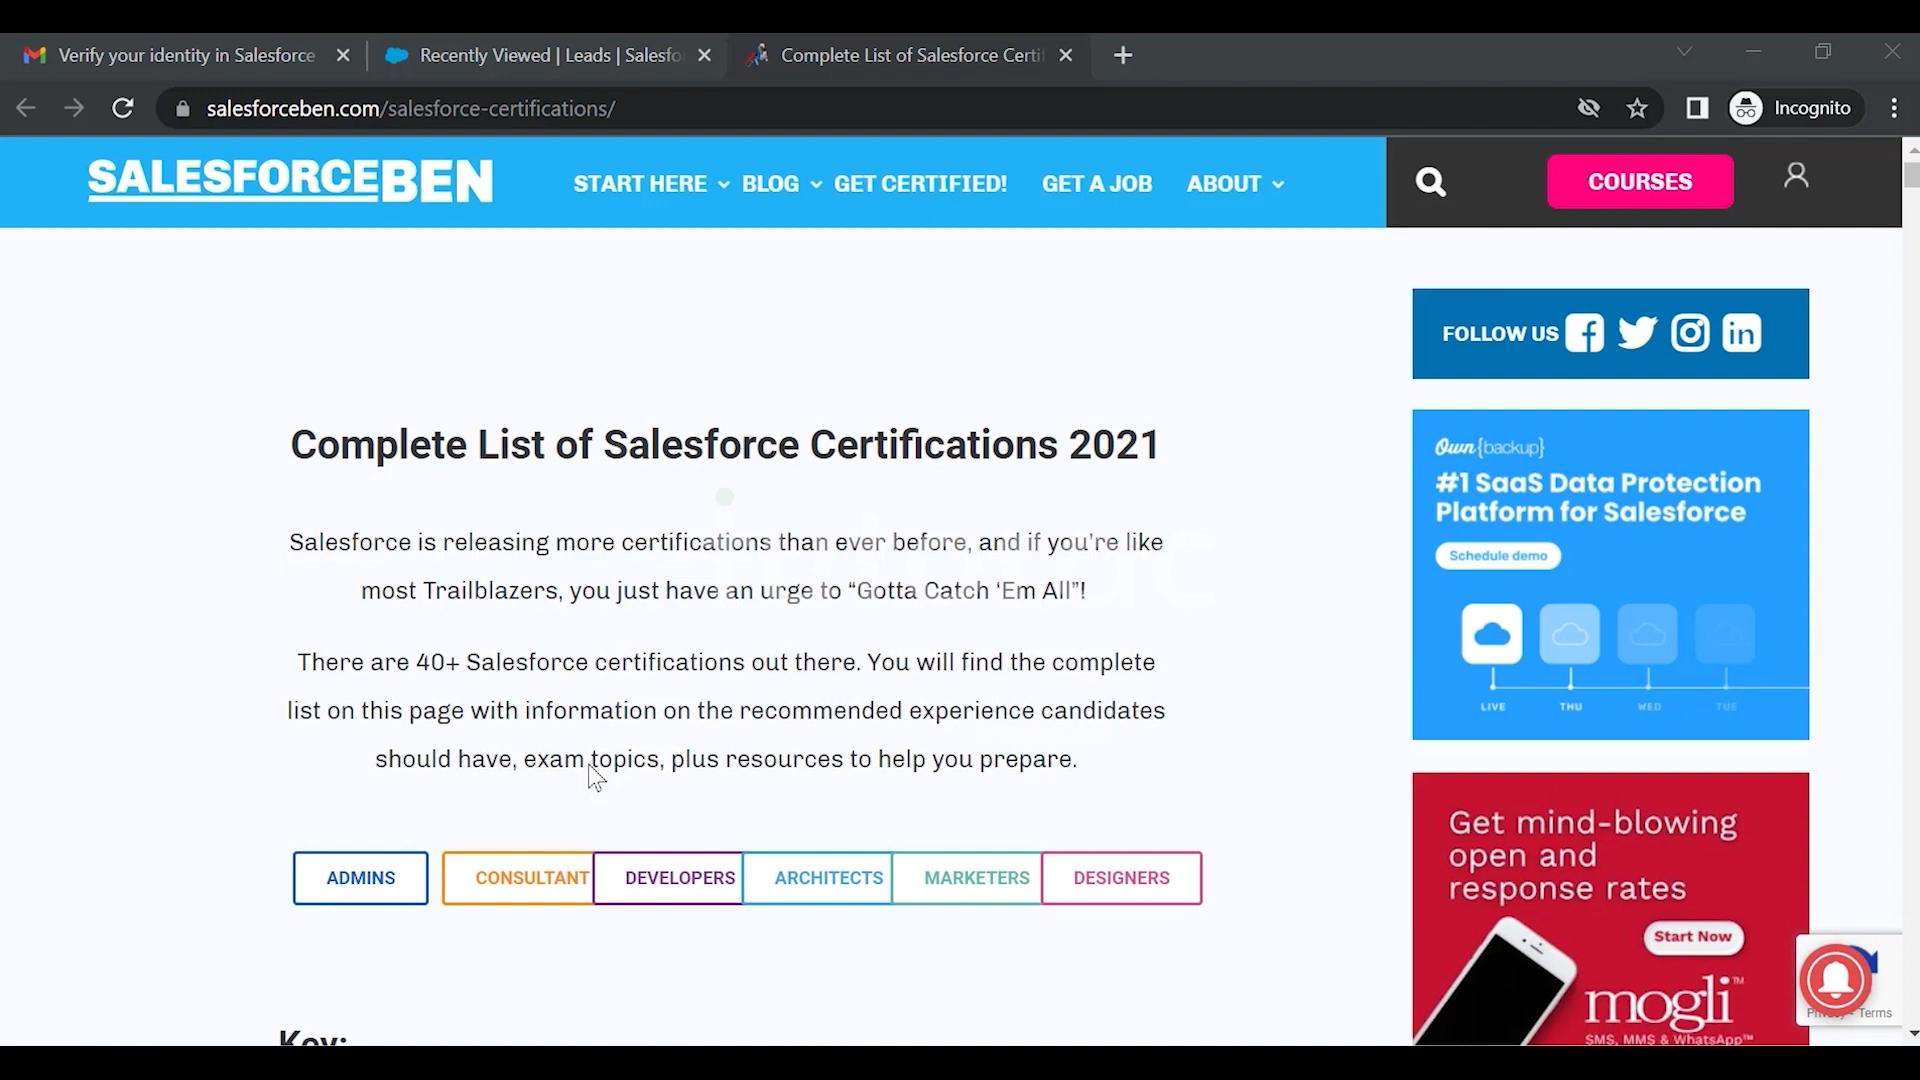 Verify your identity in Salesforce
Recently Viewed | Leads | Salesfo
Complete List of Salesforce Certi
salesforceben.com/salesforce-certifications/
Incognito
SALESFORCEBEN
START HERE
BLOG
GET CERTIFIED!
GET A JOB
ABOUT
COURSES
FOLLOW US
Complete List of Salesforce Certifications 2021
Salesforce is releasing more certifications than ever before, and if you’re like
most Trailblazers, you just have an urge to “Gotta Catch ‘Em All”!
There are 40+ Salesforce certifications out there. You will find the complete
list on this page with information on the recommended experience candidates
should have, exam topics, plus resources to help you prepare.
ADMINS
CONSULTANT
DEVELOPERS
ARCHITECTS
MARKETERS
DESIGNERS
Key:
Own{backup}
#1 SaaS Data Protection
Platform for Salesforce
Schedule demo
LIVE
THU
WED
TUE
Get mind-blowing
open and
response rates
Start Now
mogli™
SMS, MMS & WhatsApp™
Privacy - Terms